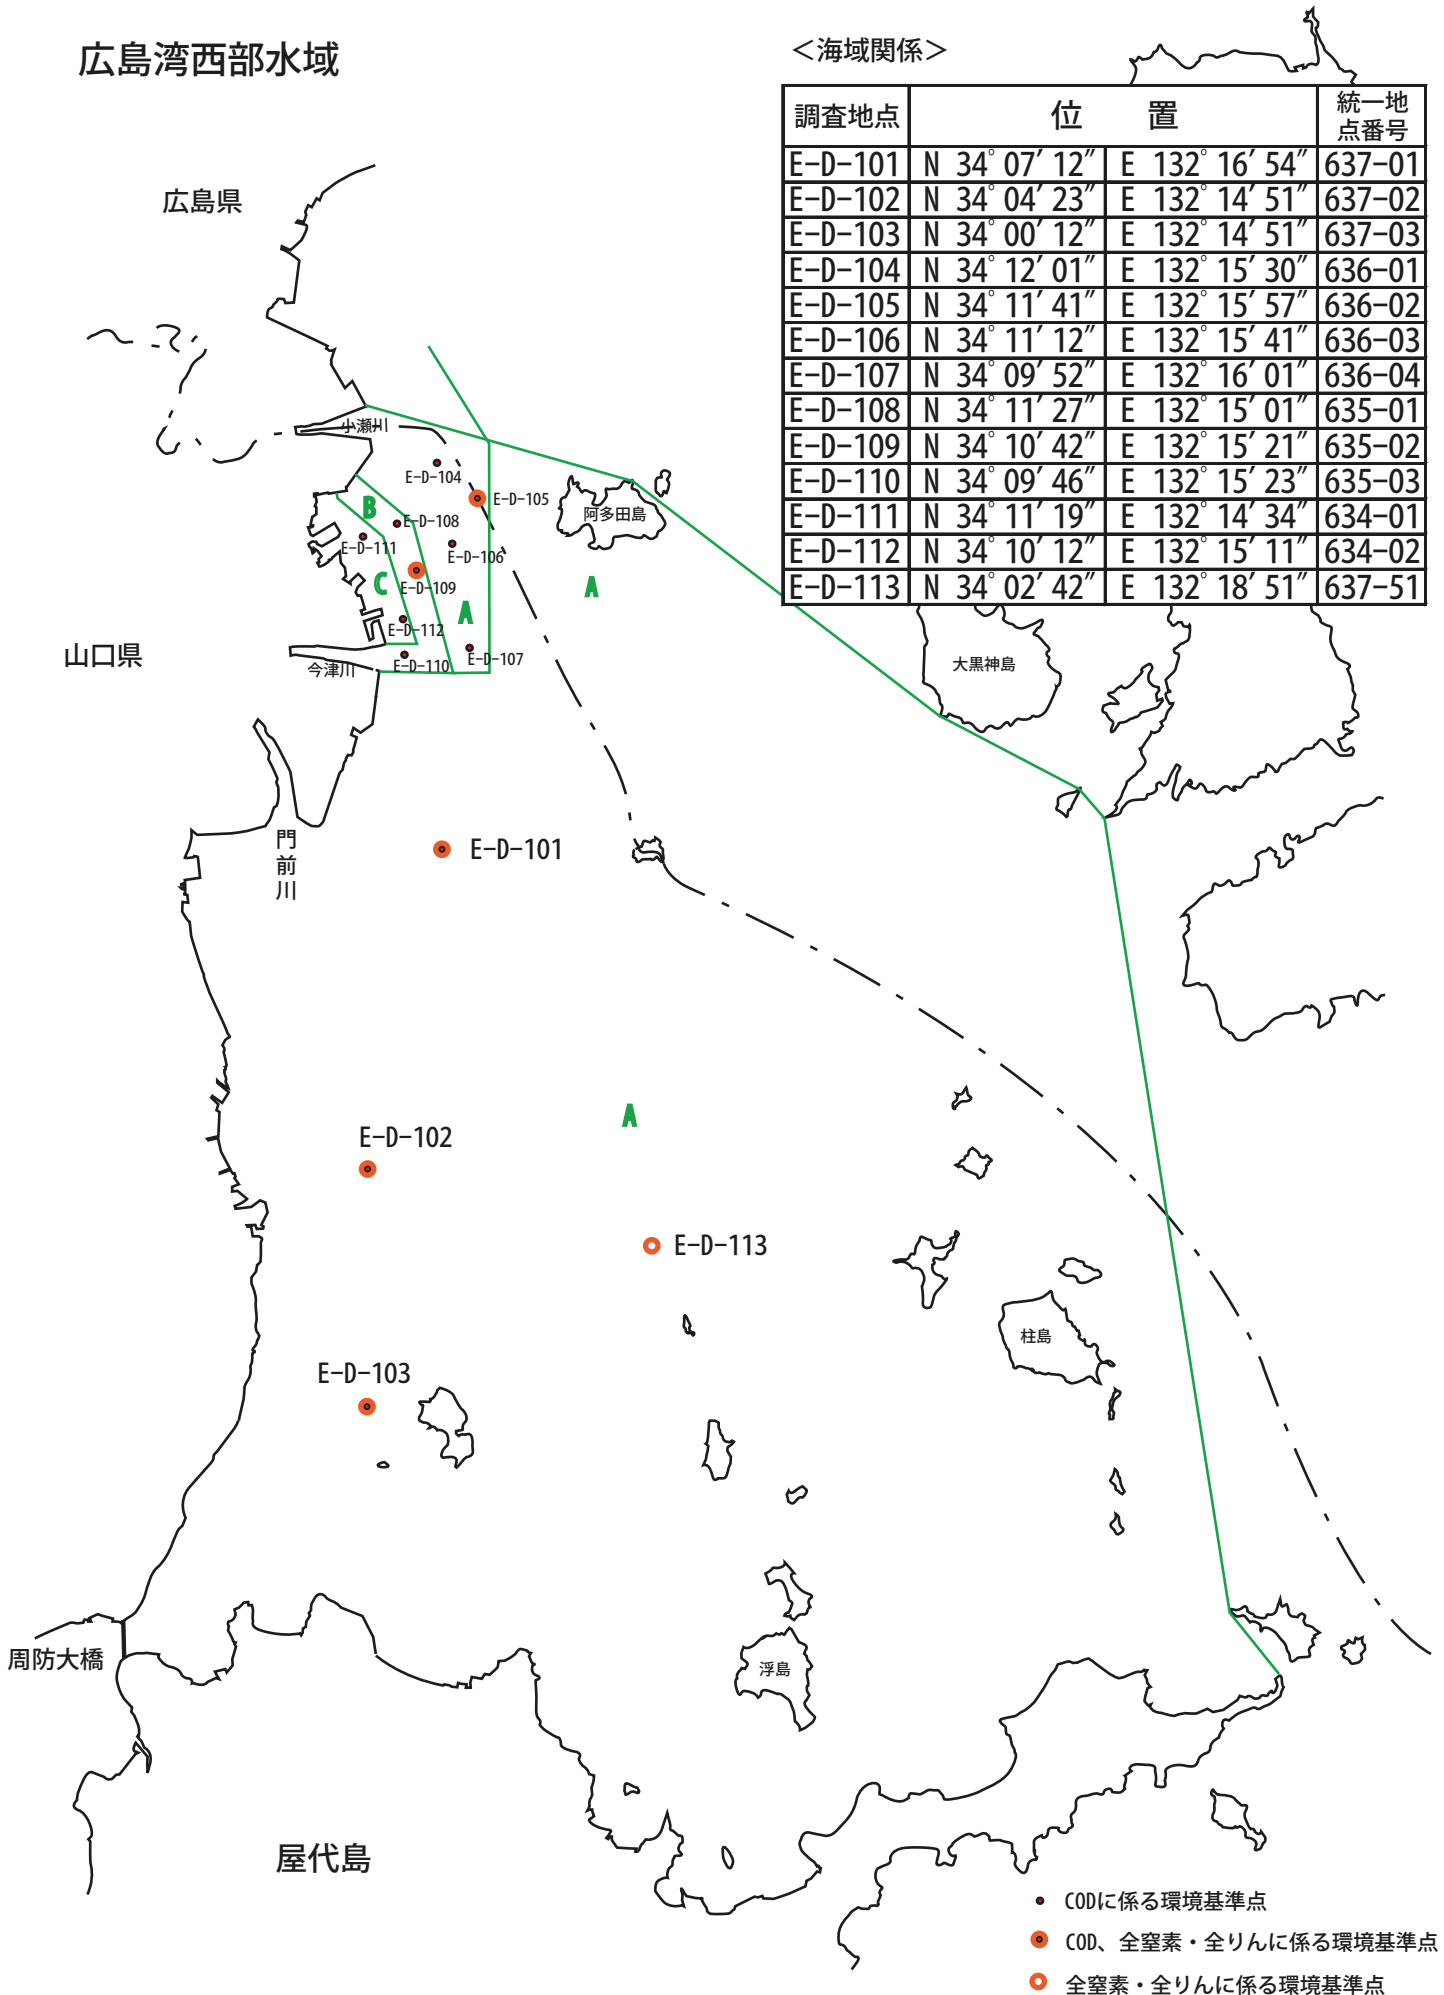 広島湾西部水域
＜海域関係＞
調査地点 位 置 統一地点番号
E-D-101 N 34°07′12″ E 132°16′54″ 637-01
E-D-102 N 34°04′23″ E 132°14′51″ 637-02
E-D-103 N 34°00′12″ E 132°14′51″ 637-03
E-D-104 N 34°12′01″ E 132°15′30″ 636-01
E-D-105 N 34°11′41″ E 132°15′57″ 636-02
E-D-106 N 34°11′12″ E 132°15′41″ 636-03
E-D-107 N 34°09′52″ E 132°16′01″ 636-04
E-D-108 N 34°11′27″ E 132°15′01″ 635-01
E-D-109 N 34°10′42″ E 132°15′21″ 635-02
E-D-110 N 34°09′46″ E 132°15′23″ 635-03
E-D-111 N 34°11′19″ E 132°14′34″ 634-01
E-D-112 N 34°10′12″ E 132°15′11″ 634-02
E-D-113 N 34°02′42″ E 132°18′51″ 637-51
広島県
小瀬川
E-D-104
E-D-105
阿多田島
B
E-D-108
E-D-111
E-D-106
C
E-D-109
A
A
E-D-112
山口県
今津川
E-D-110
E-D-107
大黒神島
門前川
E-D-101
A
E-D-102
E-D-113
柱島
E-D-103
周防大橋
浮島
屋代島
CODに係る環境基準点
COD、全窒素・全りんに係る環境基準点
全窒素・全りんに係る環境基準点